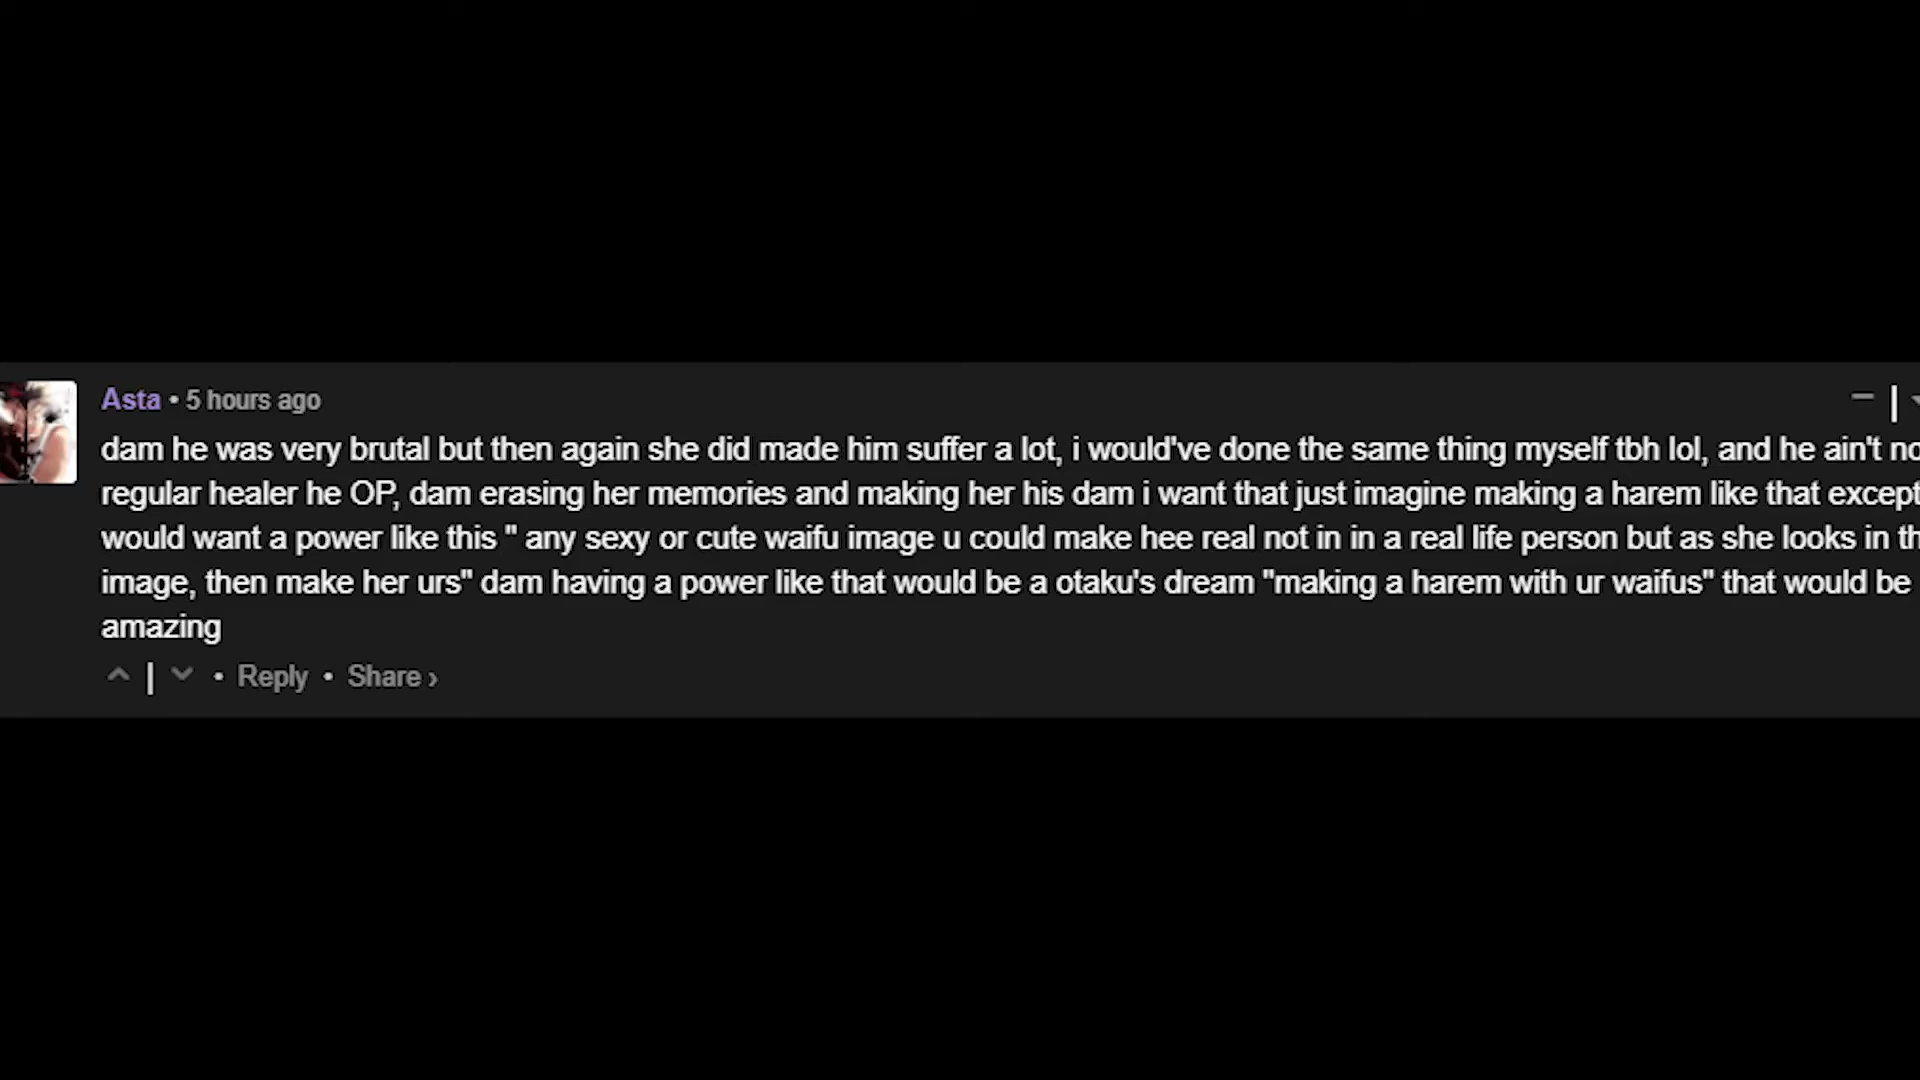 Asta • 5 hours ago
dam he was very brutal but then again she did made him suffer a lot, i would've done the same thing myself tbh lol, and he ain't
regular healer he OP, dam erasing her memories and making her his dam i want that just imagine making a harem like that except
would want a power like this " any sexy or cute waifu image u could make hee real not in in a real life person but as she looks in
image, then make her urs" dam having a power like that would be a otaku's dream "making a harem with ur waifus" that would be
amazing
• Reply • Share ›